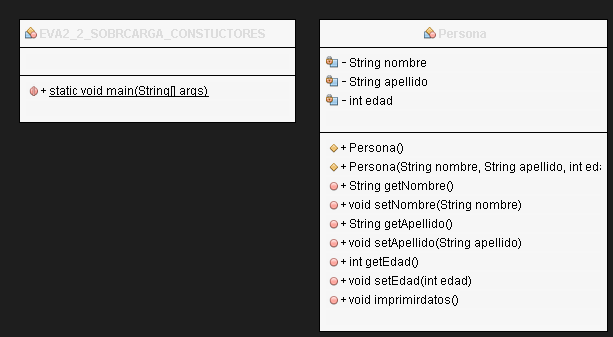 EVA2_2_SOBRCARGA_CONSTUCTORES
+ static void main(String[] args)
Persona
- String nombre
- String apellido
- int edad
+ Persona()
+ Persona(String nombre, String apellido, int eda
+ String getNombre()
+ void setNombre(String nombre)
+ String getApellido()
+ void setApellido(String apellido)
+ int getEdad()
+ void setEdad(int edad)
+ void imprimirdatos()